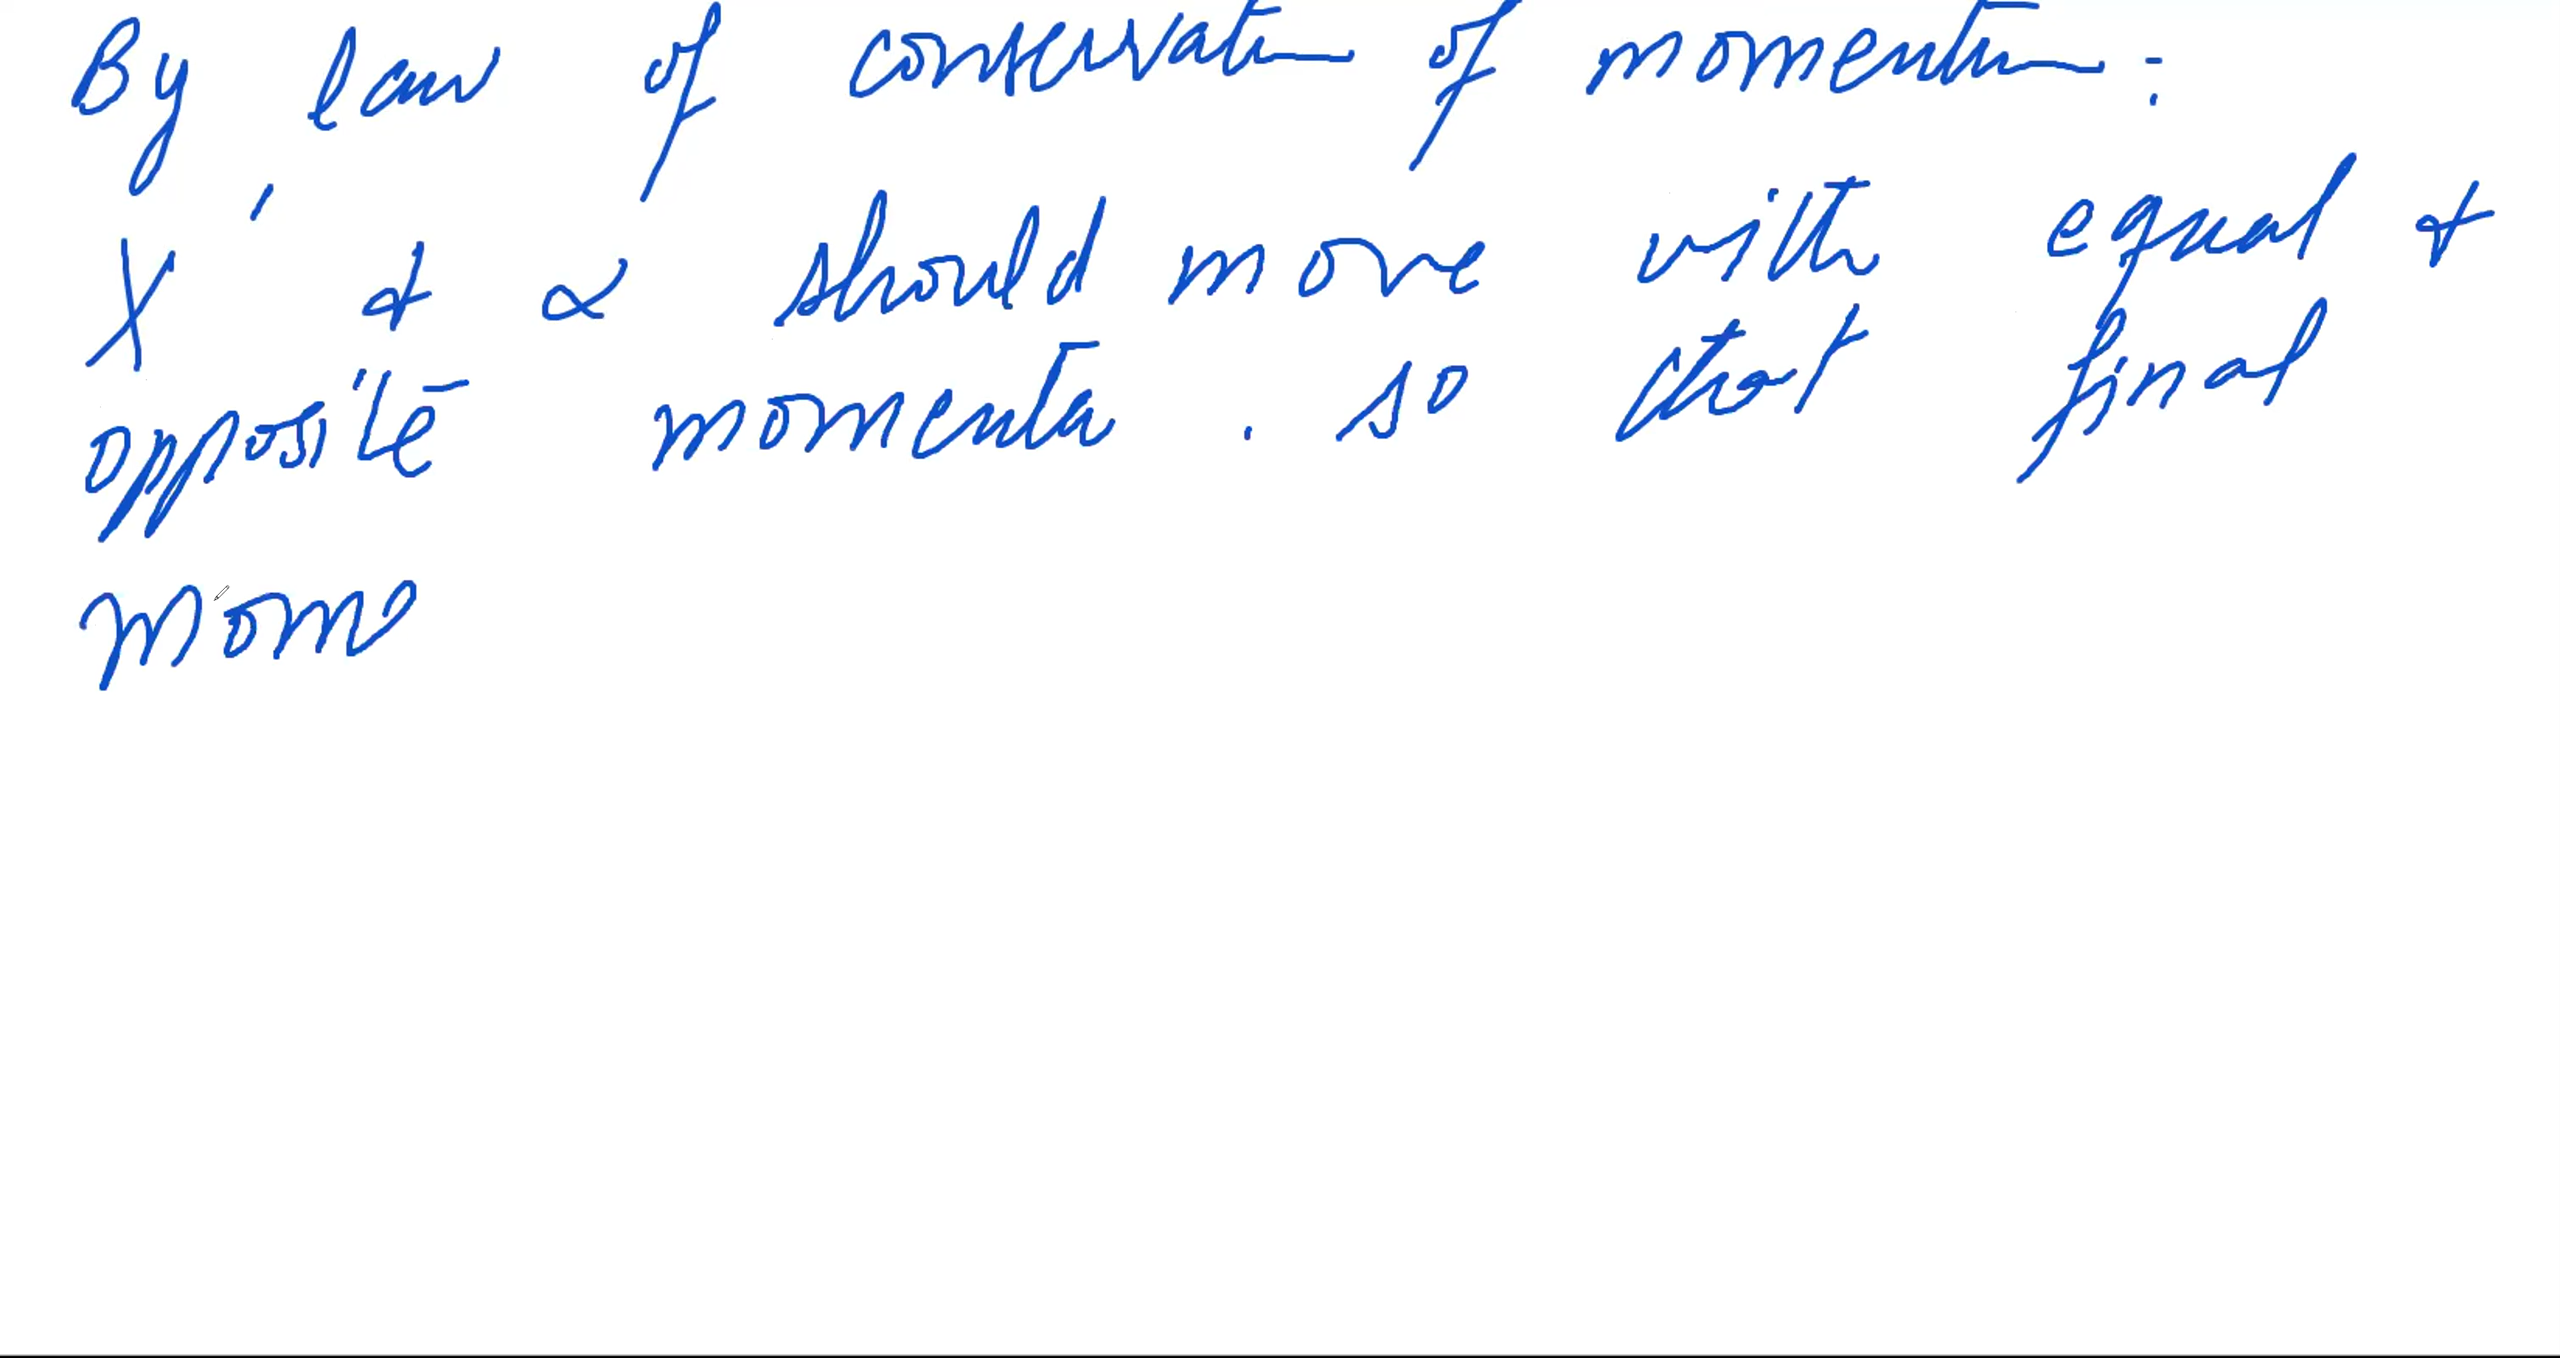 By law of conservation of momentum :
X' & α should move with equal &
opposite momenta . so that final
mome